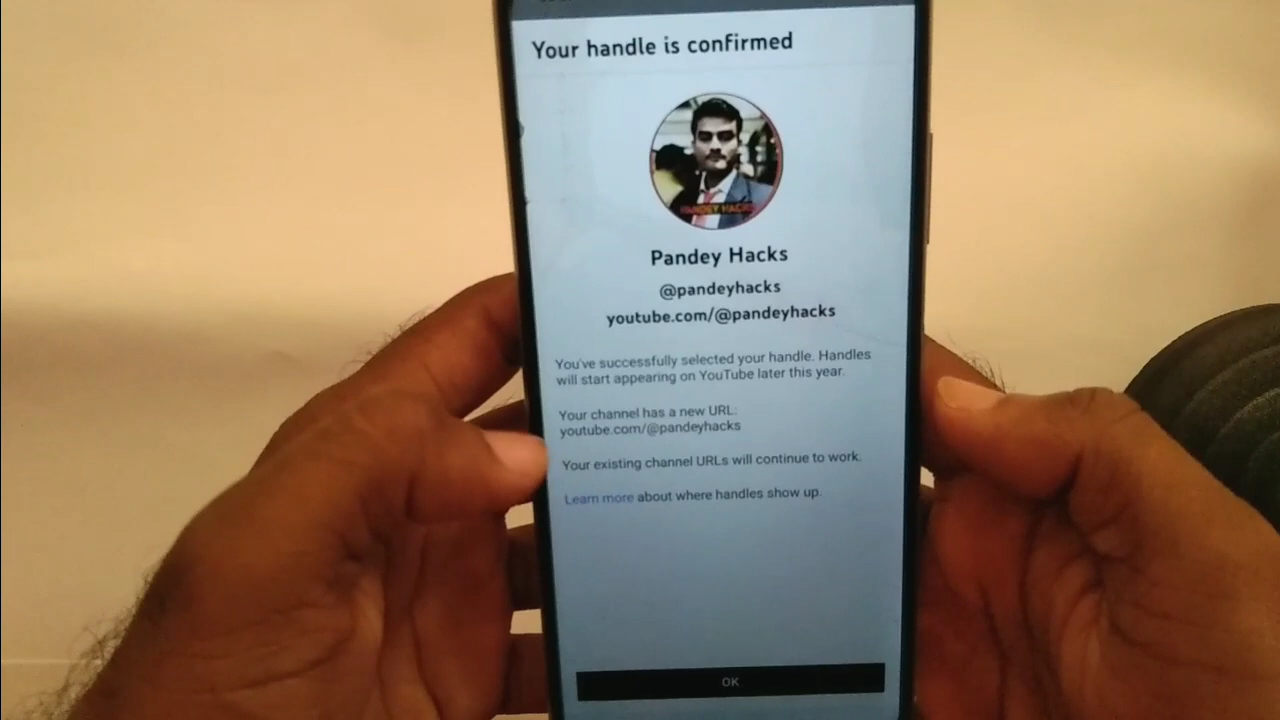 Your handle is confirmed
PANDEY HACKS
Pandey Hacks
@pandeyhacks
youtube.com/@pandeyhacks
You've successfully selected your handle. Handles
will start appearing on YouTube later this year.
Your channel has a new URL:
youtube.com/@pandeyhacks
Your existing channel URLs will continue to work.
Learn more about where handles show up.
OK